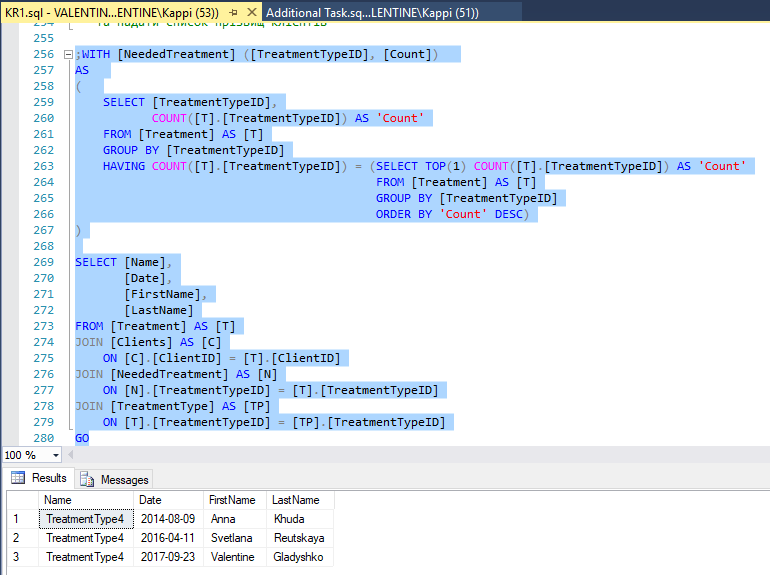 KR1.sql - VALENTIN...ENTINE\Kappi (53)) Additional Task.sq...LENTINE\Kappi (51))
255
256 ;WITH [NeededTreatment] ([TreatmentTypeID], [Count])
257 AS
258 (
259 SELECT [TreatmentTypeID],
260 COUNT([T].[TreatmentTypeID]) AS 'Count'
261 FROM [Treatment] AS [T]
262 GROUP BY [TreatmentTypeID]
263 HAVING COUNT([T].[TreatmentTypeID]) = (SELECT TOP(1) COUNT([T].[TreatmentTypeID]) AS 'Count'
264 FROM [Treatment] AS [T]
265 GROUP BY [TreatmentTypeID]
266 ORDER BY 'Count' DESC)
267 )
268
269 SELECT [Name],
270 [Date],
271 [FirstName],
272 [LastName]
273 FROM [Treatment] AS [T]
274 JOIN [Clients] AS [C]
275 ON [C].[ClientID] = [T].[ClientID]
276 JOIN [NeededTreatment] AS [N]
277 ON [N].[TreatmentTypeID] = [T].[TreatmentTypeID]
278 JOIN [TreatmentType] AS [TP]
279 ON [T].[TreatmentTypeID] = [TP].[TreatmentTypeID]
280 GO
100 %
Results Messages
Name Date FirstName LastName
1 TreatmentType4 2014-08-09 Anna Khuda
2 TreatmentType4 2016-04-11 Svetlana Reutskaya
3 TreatmentType4 2017-09-23 Valentine Gladyshko